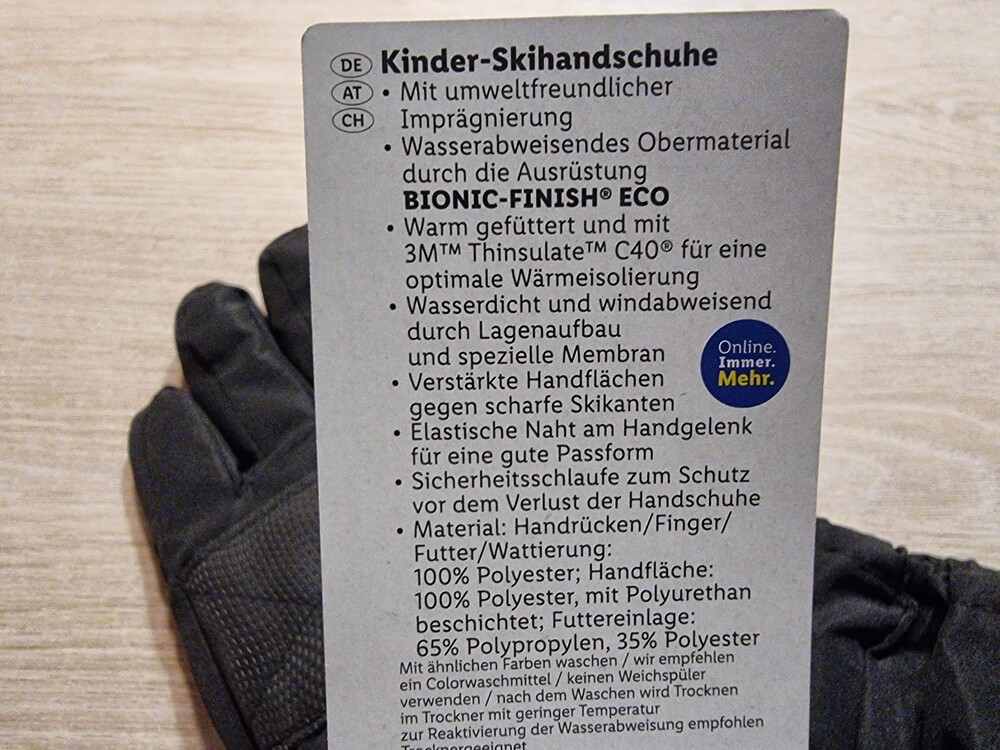 DE Kinder-Skihandschuhe
AT • Mit umweltfreundlicher
CH Imprägnierung
• Wasserabweisendes Obermaterial
durch die Ausrüstung
BIONIC-FINISH® ECO
• Warm gefüttert und mit
3M™ Thinsulate™ C40® für eine
optimale Wärmeisolierung
• Wasserdicht und windabweisend
durch Lagenaufbau
und spezielle Membran
Online.
Immer.
Mehr.
• Verstärkte Handflächen
gegen scharfe Skikanten
• Elastische Naht am Handgelenk
für eine gute Passform
• Sicherheitsschlaufe zum Schutz
vor dem Verlust der Handschuhe
• Material: Handrücken/Finger/
Futter/Wattierung:
100% Polyester; Handfläche:
100% Polyester, mit Polyurethan
beschichtet; Futtereinlage:
65% Polypropylen, 35% Polyester
Mit ähnlichen Farben waschen / wir empfehlen
ein Colorwaschmittel / keinen Weichspüler
verwenden / nach dem Waschen wird Trocknen
im Trockner mit geringer Temperatur
zur Reaktivierung der Wasserabweisung empfohlen
Trocknergeeignet